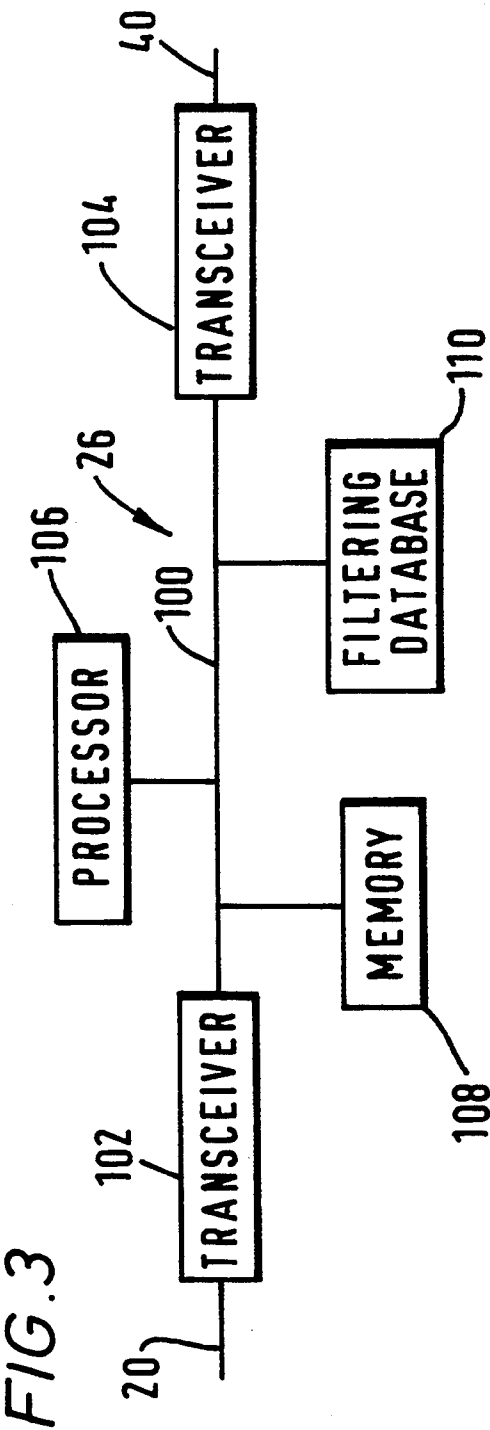 FIG.3
106
PROCESSOR
26
104
102
TRANSCEIVER
100
TRANSCEIVER
20
40
MEMORY
108
FILTERING
DATABASE
110